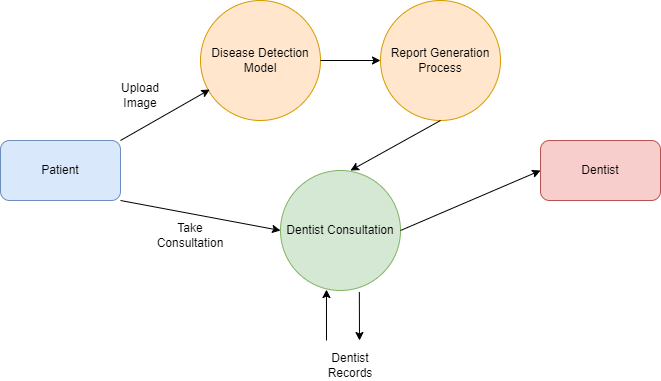 Disease Detection
Model
Report Generation
Process
Upload
Image
Patient
Dentist
Take
Consultation
Dentist Consultation
Dentist
Records